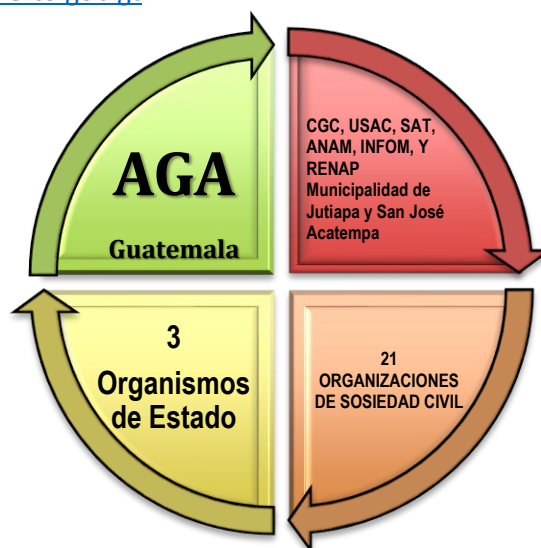 AGA
Guatemala
CGC, USAC, SAT,
ANAM, INFOM, Y
RENAP
Municipalidad de
Jutiapa y San José
Acatempa
3
Organismos
de Estado
21
ORGANIZACIONES
DE SOSIEDAD CIVIL